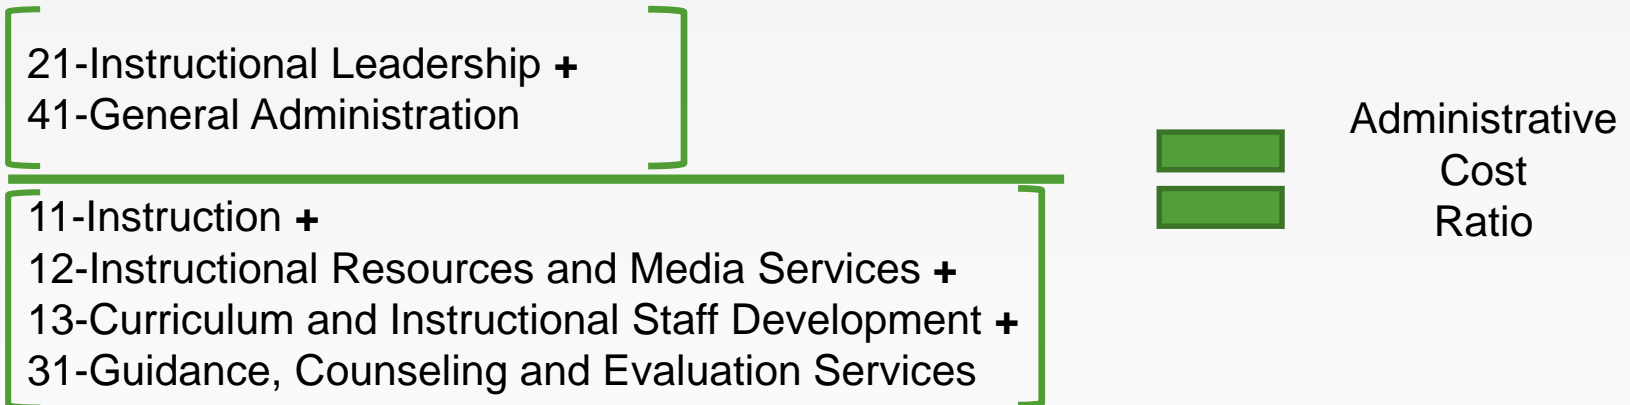 21-Instructional Leadership +
41-General Administration
11-Instruction +
12-Instructional Resources and Media Services +
13-Curriculum and Instructional Staff Development +
31-Guidance, Counseling and Evaluation Services
Administrative
Cost
Ratio